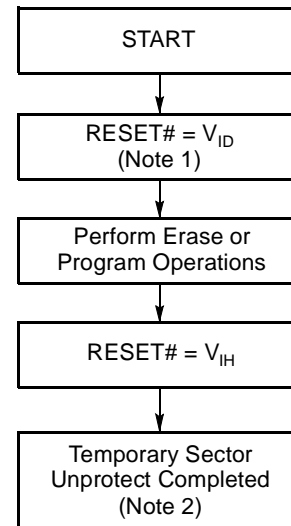 START
RESET# = V_ID
(Note 1)
Perform Erase or
Program Operations
RESET# = V_IH
Temporary Sector
Unprotect Completed
(Note 2)